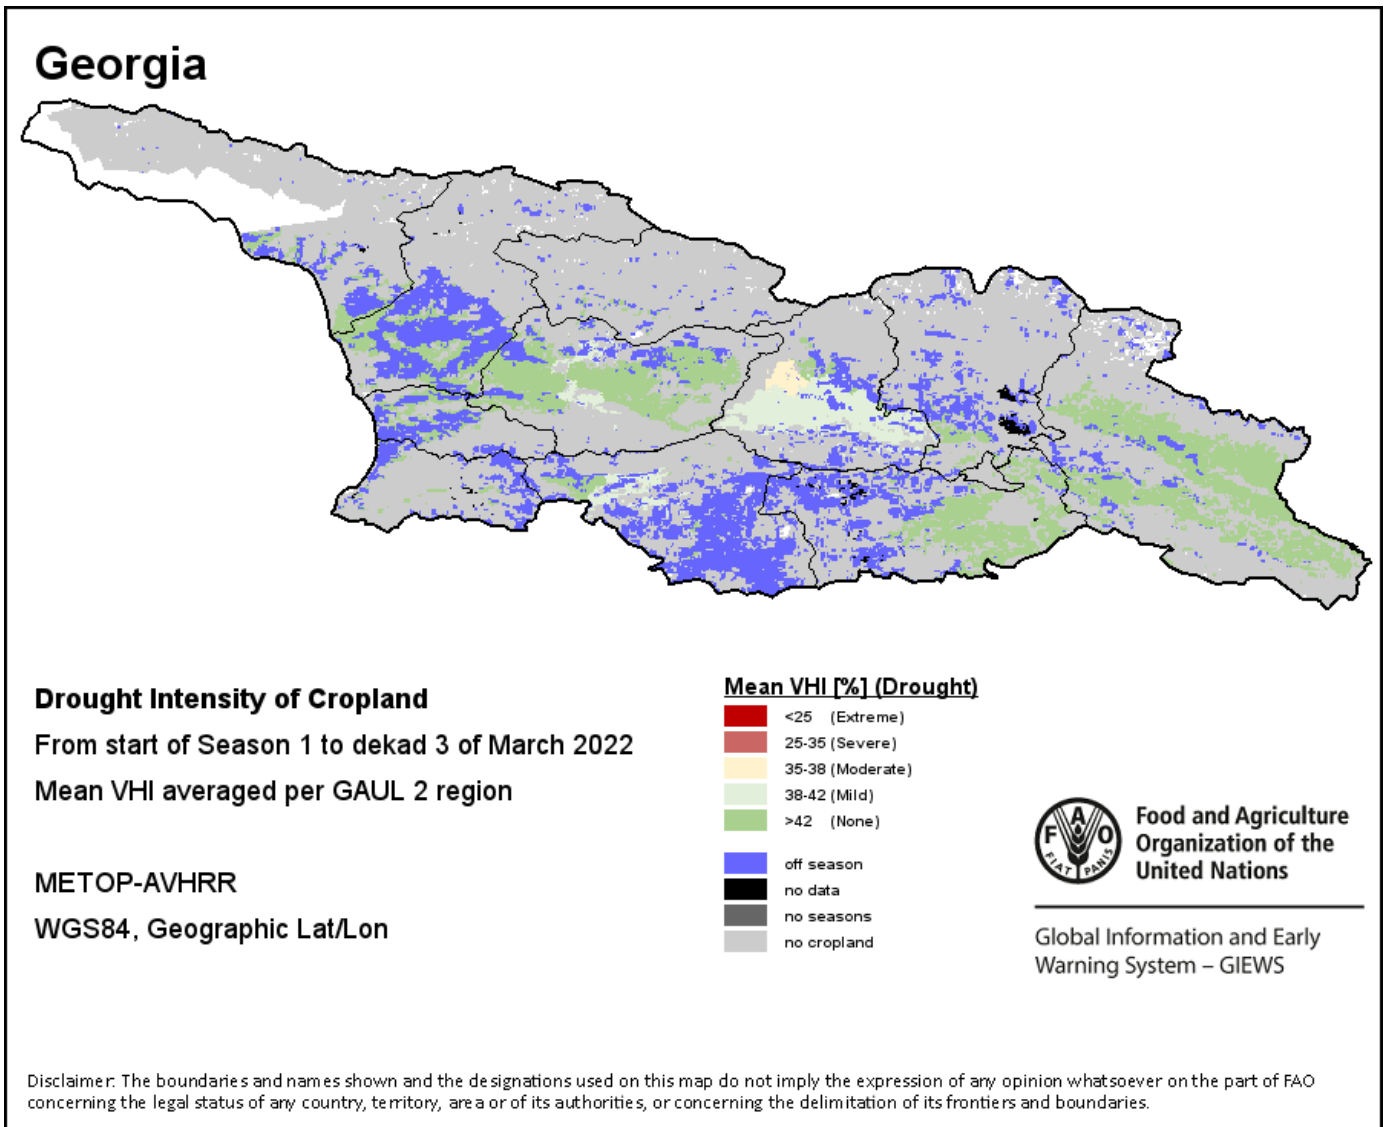 Georgia
Drought Intensity of Cropland
From start of Season 1 to dekad 3 of March 2022
Mean VHI averaged per GAUL 2 region
METOP-AVHRR
WGS84, Geographic Lat/Lon
Mean VHI [%] (Drought)
<25 (Extreme)
25-35 (Severe)
35-38 (Moderate)
38-42 (Mild)
>42 (None)
off season
no data
no seasons
no cropland
F A O
FIAT PANIS
Food and Agriculture
Organization of the
United Nations
Global Information and Early
Warning System – GIEWS
Disclaimer: The boundaries and names shown and the designations used on this map do not imply the expression of any opinion whatsoever on the part of FAO
concerning the legal status of any country, territory, area or of its authorities, or concerning the delimitation of its frontiers and boundaries.